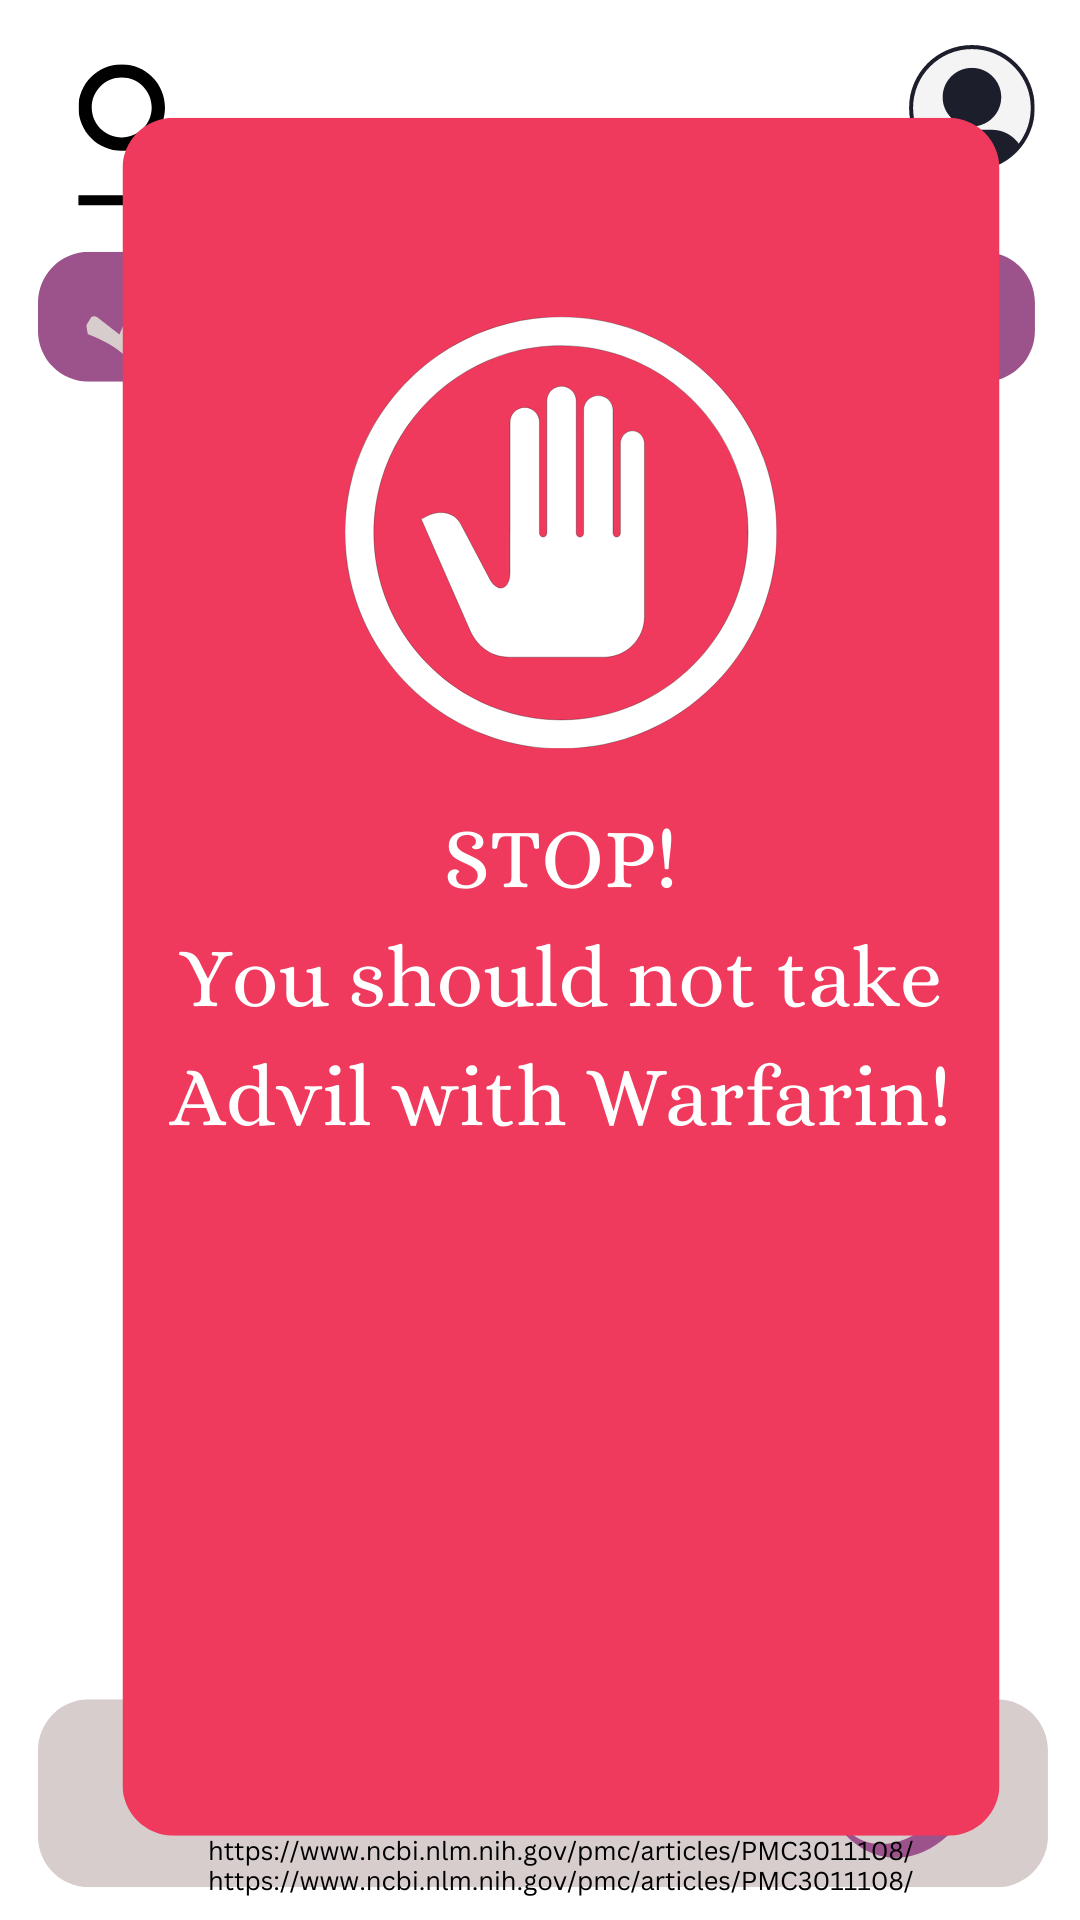 STOP!
You should not take
Advil with Warfarin!
https://www.ncbi.nlm.nih.gov/pmc/articles/PMC3011108/
https://www.ncbi.nlm.nih.gov/pmc/articles/PMC3011108/